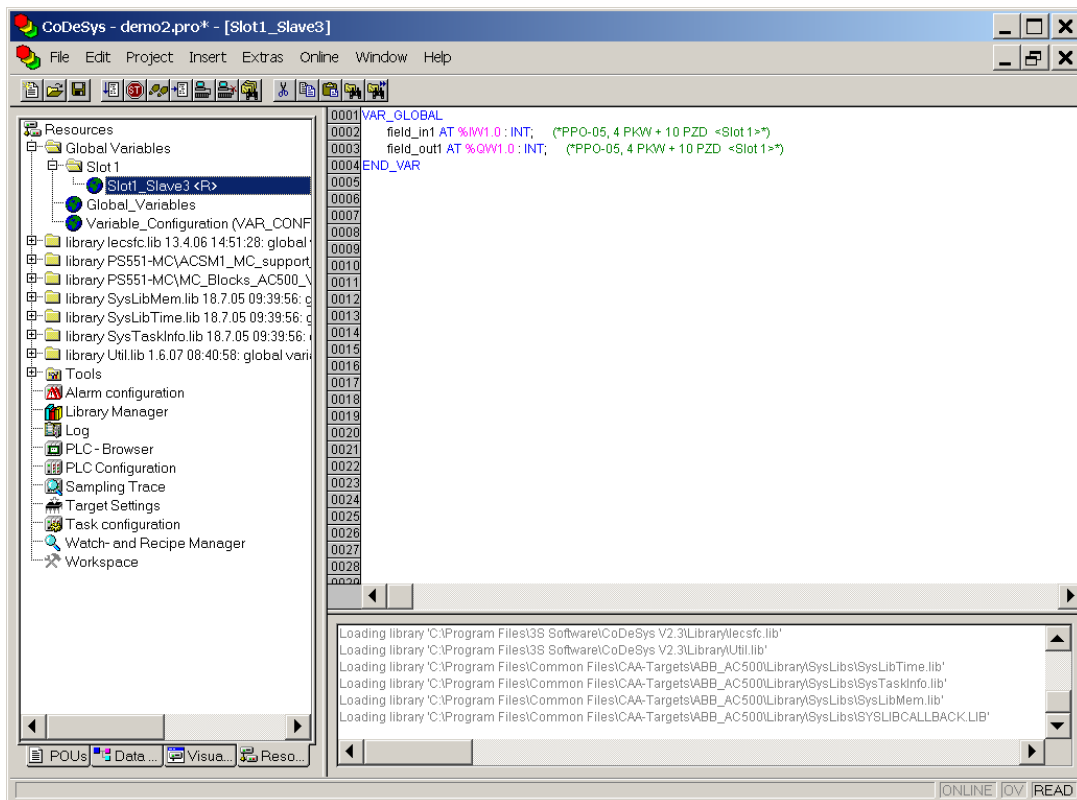 CoDeSys - demo2.pro* - [Slot1_Slave3]
File Edit Project Insert Extras Online Window Help
Resources
Global Variables
Slot 1
Slot1_Slave3 <R>
Global_Variables
Variable_Configuration (VAR_CONF
library Iecsfc.lib 13.4.06 14:51:28: global
library PS551-MC\ACSM1_MC_support_
library PS551-MC\MC_Blocks_AC500_
library SysLibMem.lib 18.7.05 09:39:56: g
library SysLibTime.lib 18.7.05 09:39:56: g
library SysTaskInfo.lib 18.7.05 09:39:56:
library Util.lib 1.6.07 08:40:58: global vari
Tools
Alarm configuration
Library Manager
Log
PLC - Browser
PLC Configuration
Sampling Trace
Target Settings
Task configuration
Watch- and Recipe Manager
Workspace
POUs Data ... Visua... Reso...
0001 VAR_GLOBAL
0002 field_in1 AT %IW1.0 : INT; (*PPO-05, 4 PKW + 10 PZD <Slot 1>*)
0003 field_out1 AT %QW1.0 : INT; (*PPO-05, 4 PKW + 10 PZD <Slot 1>*)
0004 END_VAR
0005
0006
0007
0008
0009
0010
0011
0012
0013
0014
0015
0016
0017
0018
0019
0020
0021
0022
0023
0024
0025
0026
0027
0028
0029
Loading library 'C:\Program Files\3S Software\CoDeSys V2.3\Library\Iecsfc.lib'
Loading library 'C:\Program Files\3S Software\CoDeSys V2.3\Library\Util.lib'
Loading library 'C:\Program Files\Common Files\CAA-Targets\ABB_AC500\Library\SysLibs\SysLibTime.lib'
Loading library 'C:\Program Files\Common Files\CAA-Targets\ABB_AC500\Library\SysLibs\SysTaskInfo.lib'
Loading library 'C:\Program Files\Common Files\CAA-Targets\ABB_AC500\Library\SysLibs\SysLibMem.lib'
Loading library 'C:\Program Files\Common Files\CAA-Targets\ABB_AC500\Library\SysLibs\SYSLIBCALLBACK.LIB'
ONLINE OV READ